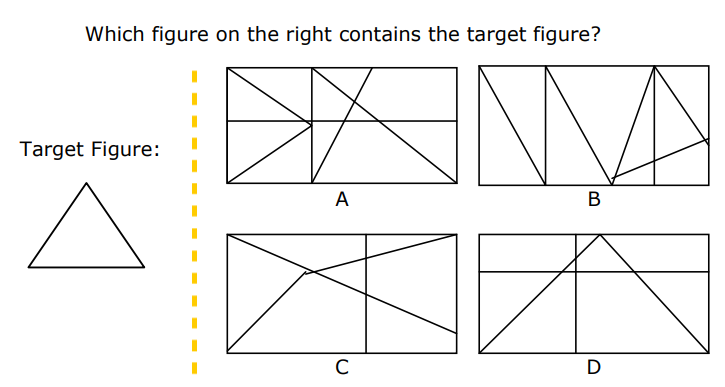 Which figure on the right contains the target figure?
Target Figure:
A
B
C
D